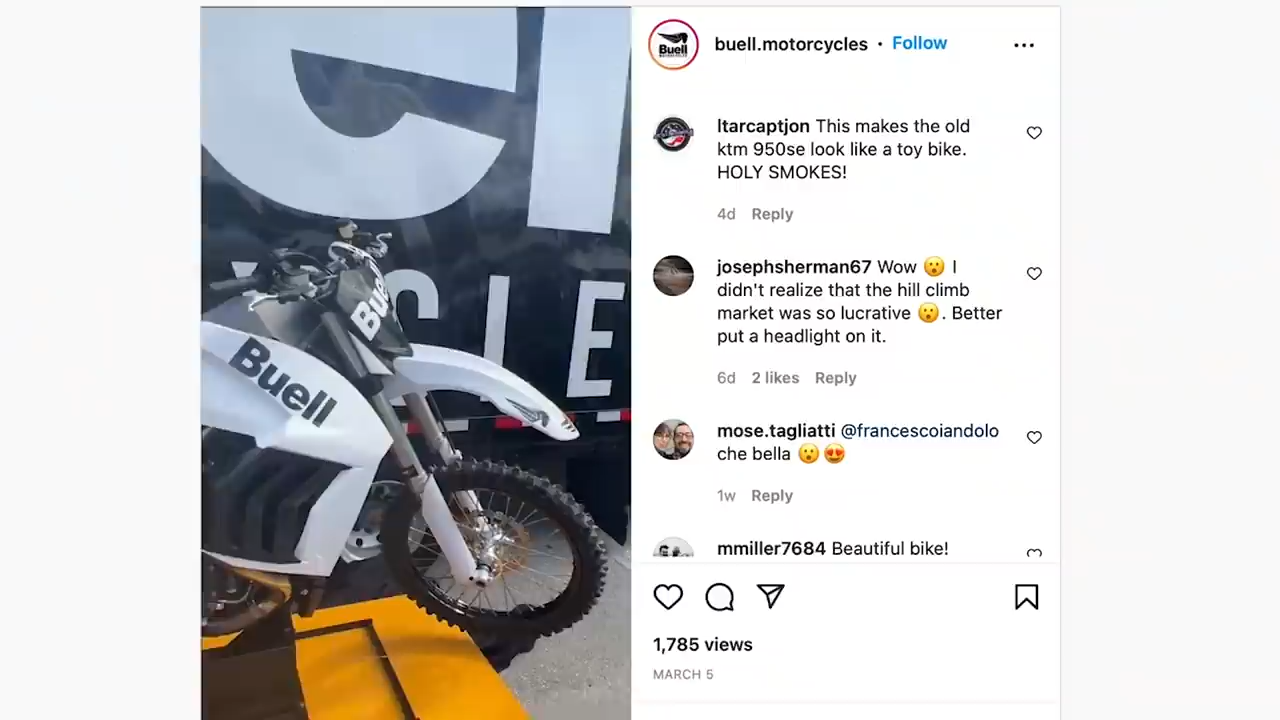 Buell
buell.motorcycles • Follow
ltarcaptjon This makes the old
ktm 950se look like a toy bike.
HOLY SMOKES!
4d Reply
josephsherman67 Wow 😮 I
didn't realize that the hill climb
market was so lucrative 😮. Better
put a headlight on it.
6d 2 likes Reply
mose.tagliatti @francescoiandolo
che bella 😮😍
1w Reply
mmiller7684 Beautiful bike!
1,785 views
MARCH 5
CLE
Buell
Buell